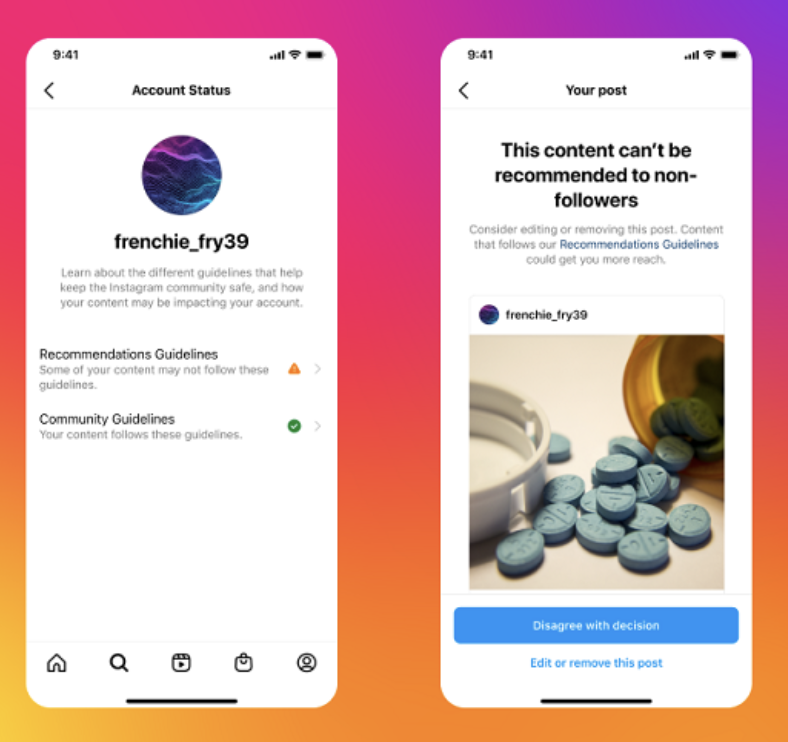 9:41
Account Status
frenchie_fry39
Learn about the different guidelines that help
keep the Instagram community safe, and how
your content may be impacting your account.
Recommendations Guidelines
Some of your content may not follow these
guidelines.
Community Guidelines
Your content follows these guidelines.
9:41
Your post
This content can't be
recommended to non-
followers
Consider editing or removing this post. Content
that follows our Recommendations Guidelines
could get you more reach.
frenchie_fry39
Disagree with decision
Edit or remove this post